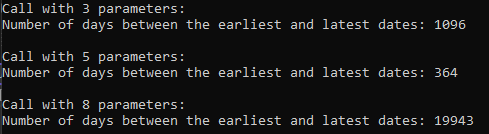 Call with 3 parameters:
Number of days between the earliest and latest dates: 1096
Call with 5 parameters:
Number of days between the earliest and latest dates: 364
Call with 8 parameters:
Number of days between the earliest and latest dates: 19943